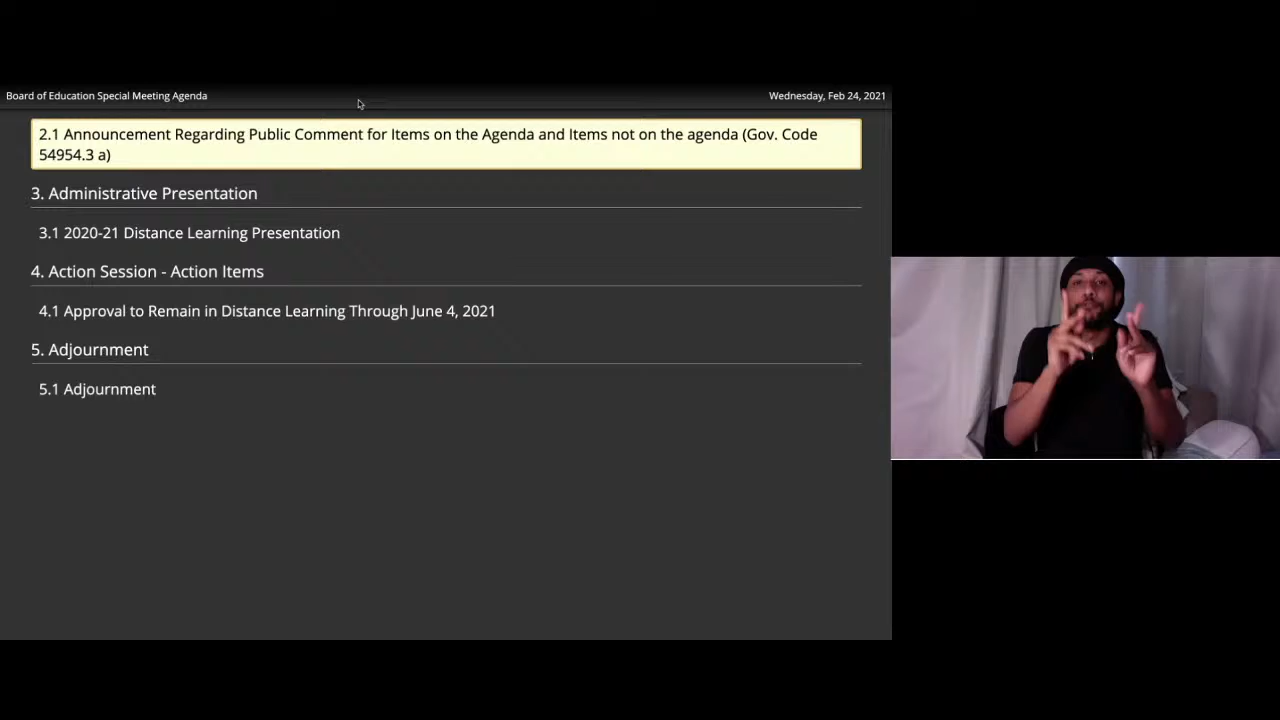 Board of Education Special Meeting Agenda
Wednesday, Feb 24, 2021
2.1 Announcement Regarding Public Comment for Items on the Agenda and Items not on the agenda (Gov. Code
54954.3 a)
3. Administrative Presentation
3.1 2020-21 Distance Learning Presentation
4. Action Session - Action Items
4.1 Approval to Remain in Distance Learning Through June 4, 2021
5. Adjournment
5.1 Adjournment